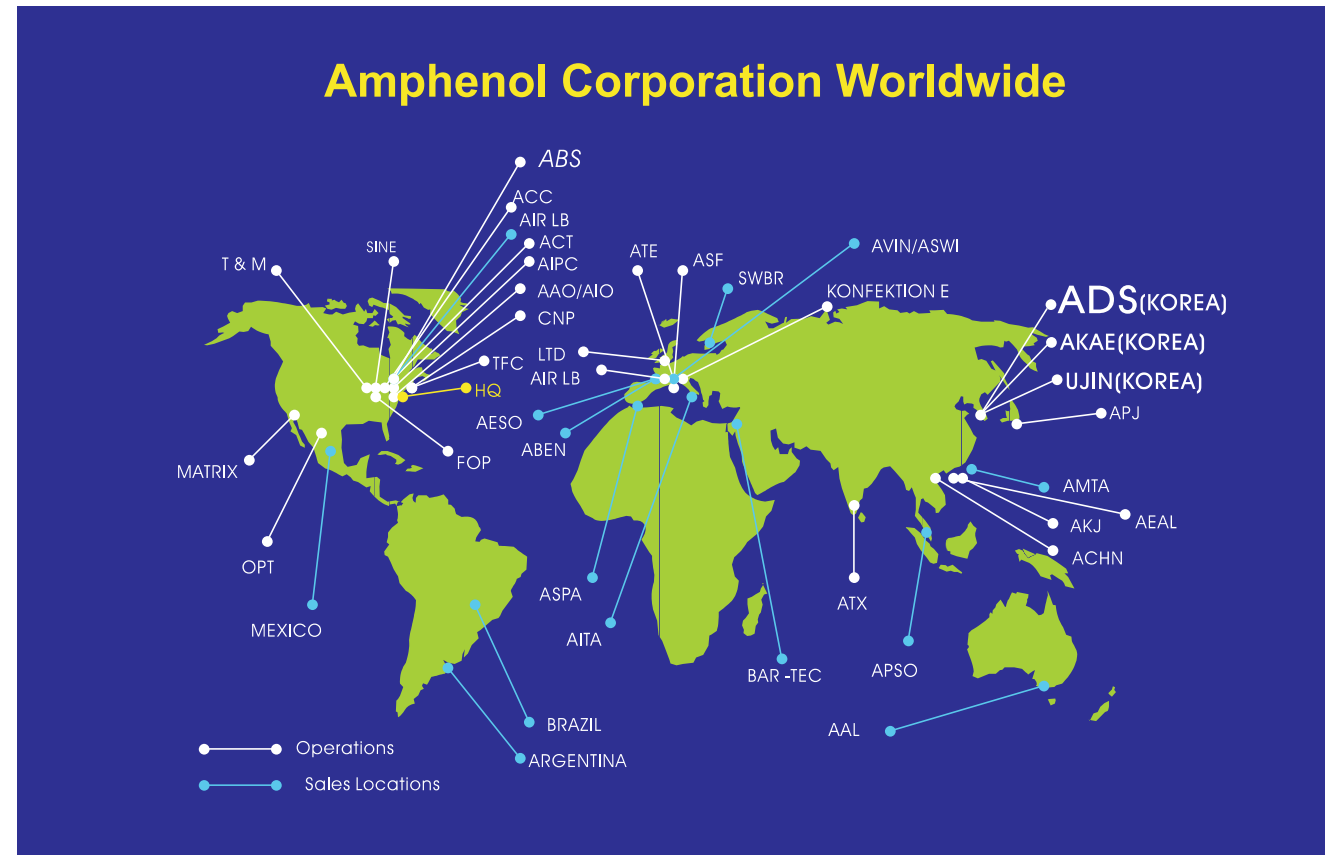 Amphenol Corporation Worldwide
ABS
ACC
AIR LB
SINE
ACT
T & M
AIPC
AAO/AIO
CNP
TFC
HQ
FOP
MATRIX
OPT
MEXICO
BRAZIL
ARGENTINA
ATE
ASF
SWBR
AVIN/ASWI
KONFEKTION E
LTD
AIR LB
AESO
ABEN
ASPA
AITA
BAR -TEC
ADS(KOREA)
AKAE(KOREA)
UJIN(KOREA)
APJ
AMTA
AEAL
AKJ
ACHN
ATX
APSO
AAL
Operations
Sales Locations